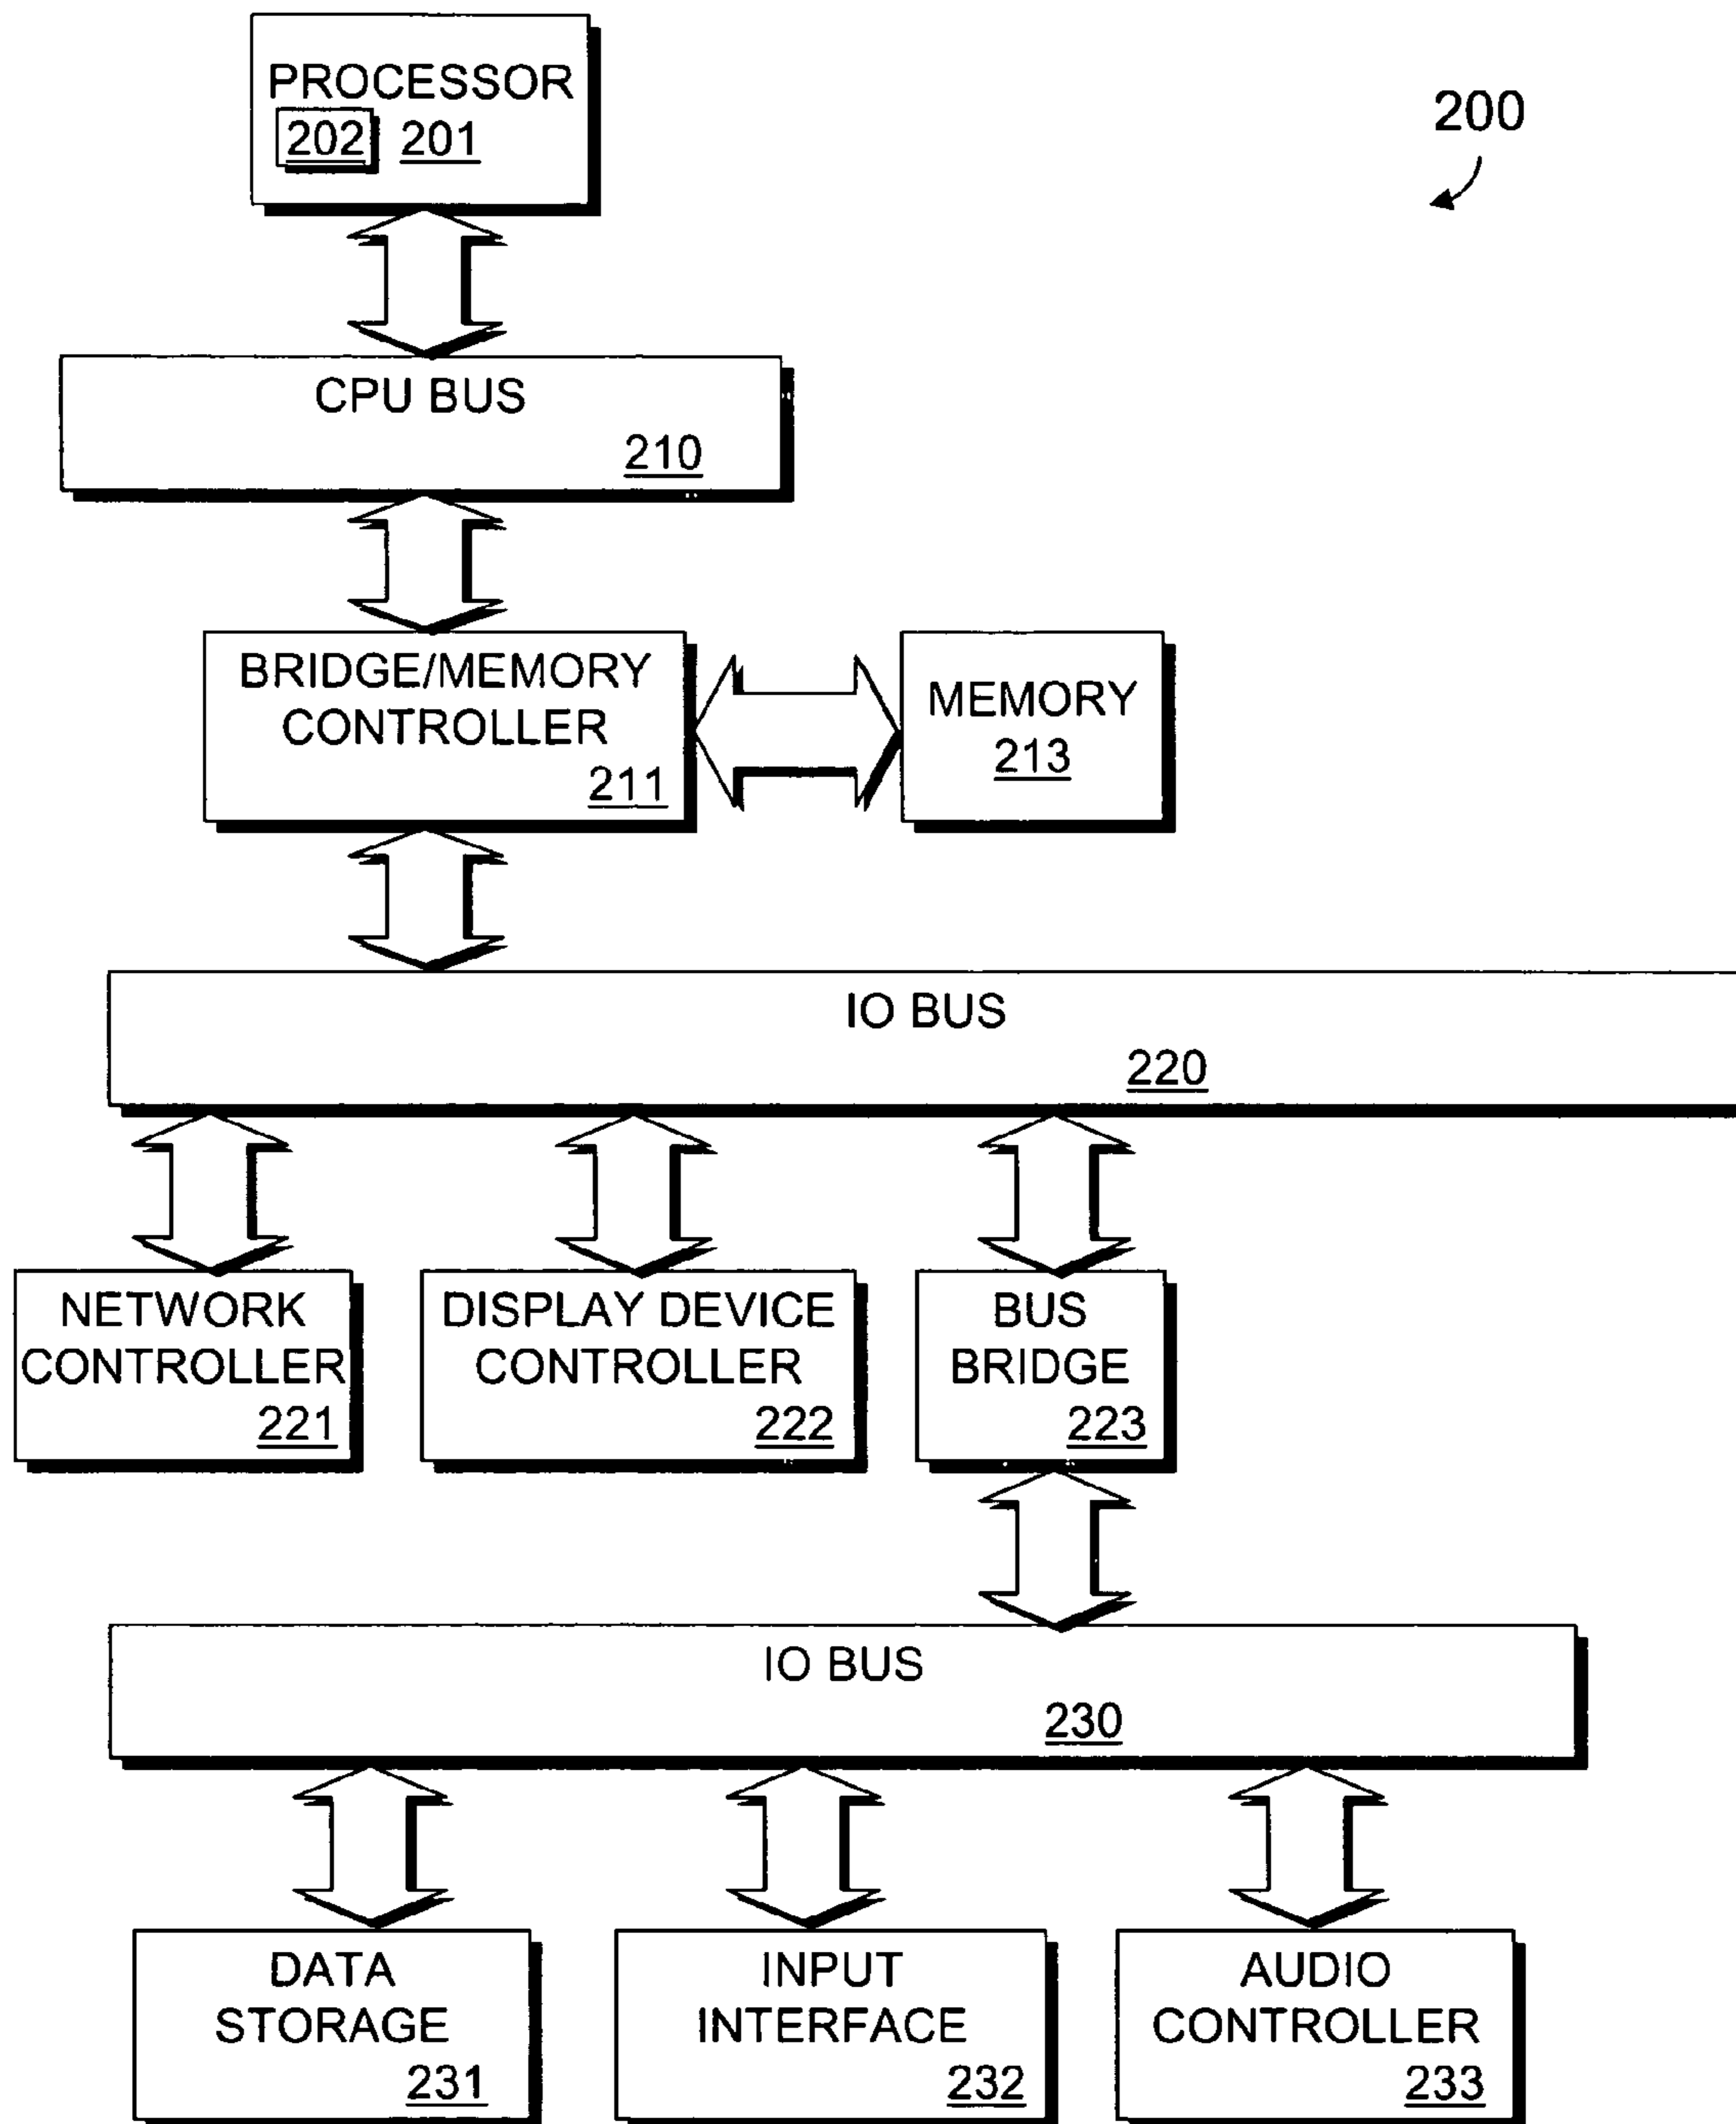 PROCESSOR
202 201
200
CPU BUS
210
BRIDGE/MEMORY
CONTROLLER
211
MEMORY
213
IO BUS
220
NETWORK
CONTROLLER
221
DISPLAY DEVICE
CONTROLLER
222
BUS
BRIDGE
223
IO BUS
230
DATA
STORAGE
231
INPUT
INTERFACE
232
AUDIO
CONTROLLER
233